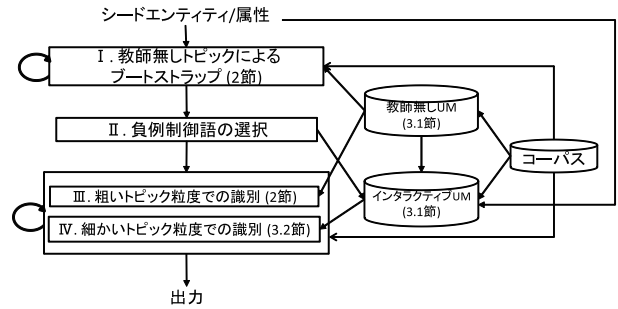 シードエンティティ/属性
Ⅰ. 教師無しトピックによる
ブートストラップ (2節)
Ⅱ. 負例制御語の選択
Ⅲ. 粗いトピック粒度での識別 (2節)
Ⅳ. 細かいトピック粒度での識別 (3.2節)
出力
教師無しUM
(3.1節)
インタラクティブUM
(3.1節)
コーパス